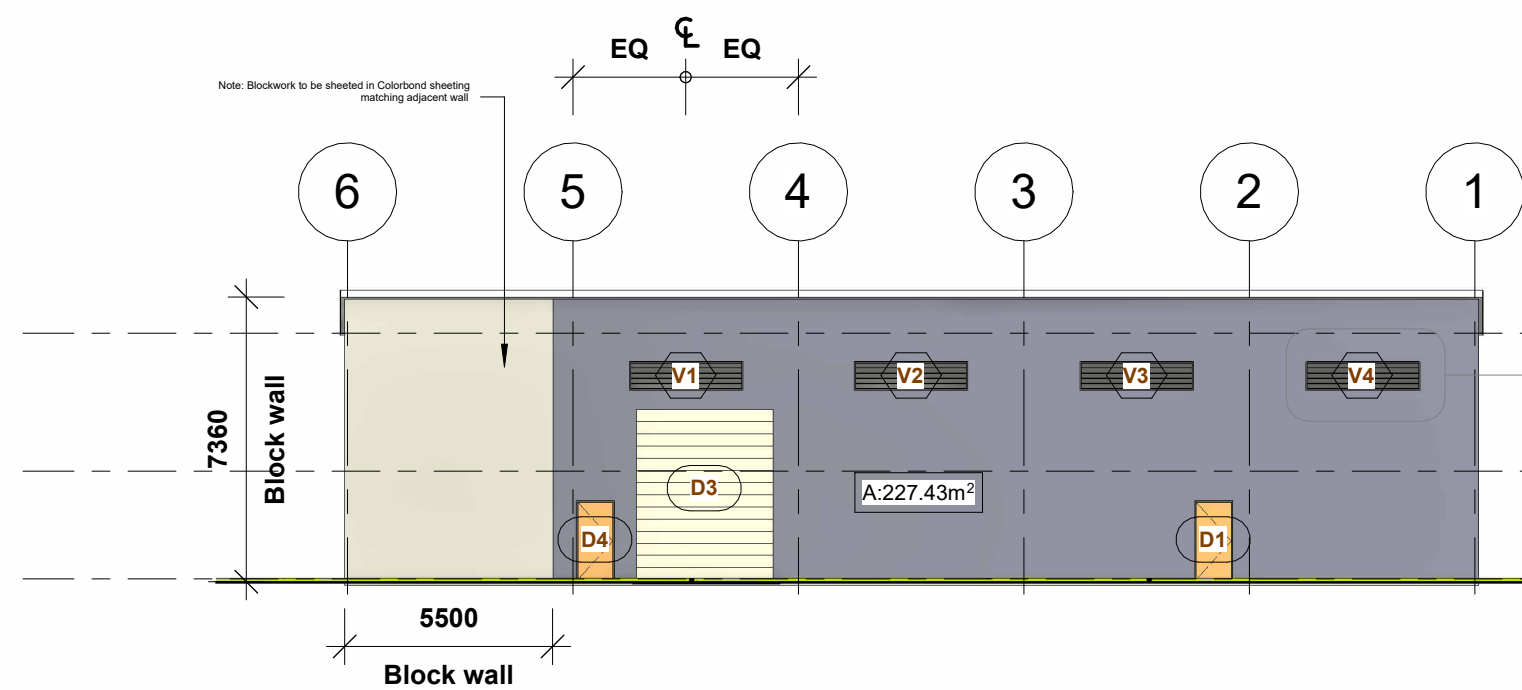 EQ ℄ EQ
Note: Blockwork to be sheeted in Colorbond sheeting
matching adjacent wall
6 5 4 3 2 1
V1 V2 V3 V4
7360
Block wall
D3
A:227.43m²
D4
D1
5500
Block wall